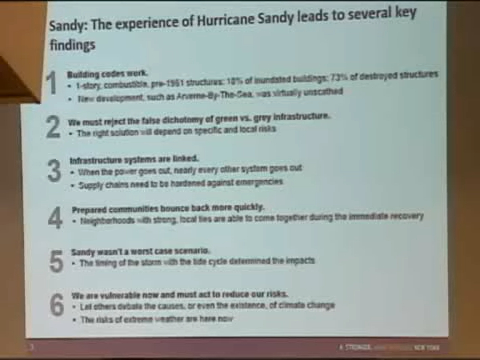 Sandy: The experience of Hurricane Sandy leads to several key
findings
1 Building codes work.
• 1-story, combustible, pre-1961 structures: 18% of inundated buildings; 73% of destroyed structures
• New development, such as Arverne-By-The-Sea, was virtually unscathed
2 We must reject the false dichotomy of green vs. grey infrastructure.
• The right solution will depend on specific and local risks
3 Infrastructure systems are linked.
• When the power goes out, nearly every other system goes out
• Supply chains need to be hardened against emergencies
4 Prepared communities bounce back more quickly.
• Neighborhoods with strong, local ties are able to come together during the immediate recovery
5 Sandy wasn't a worst case scenario.
• The timing of the storm with the tide cycle determined the impacts
6 We are vulnerable now and must act to reduce our risks.
• Let others debate the causes, or even the existence, of climate change
• The risks of extreme weather are here now
A STRONGER, NEW YORK